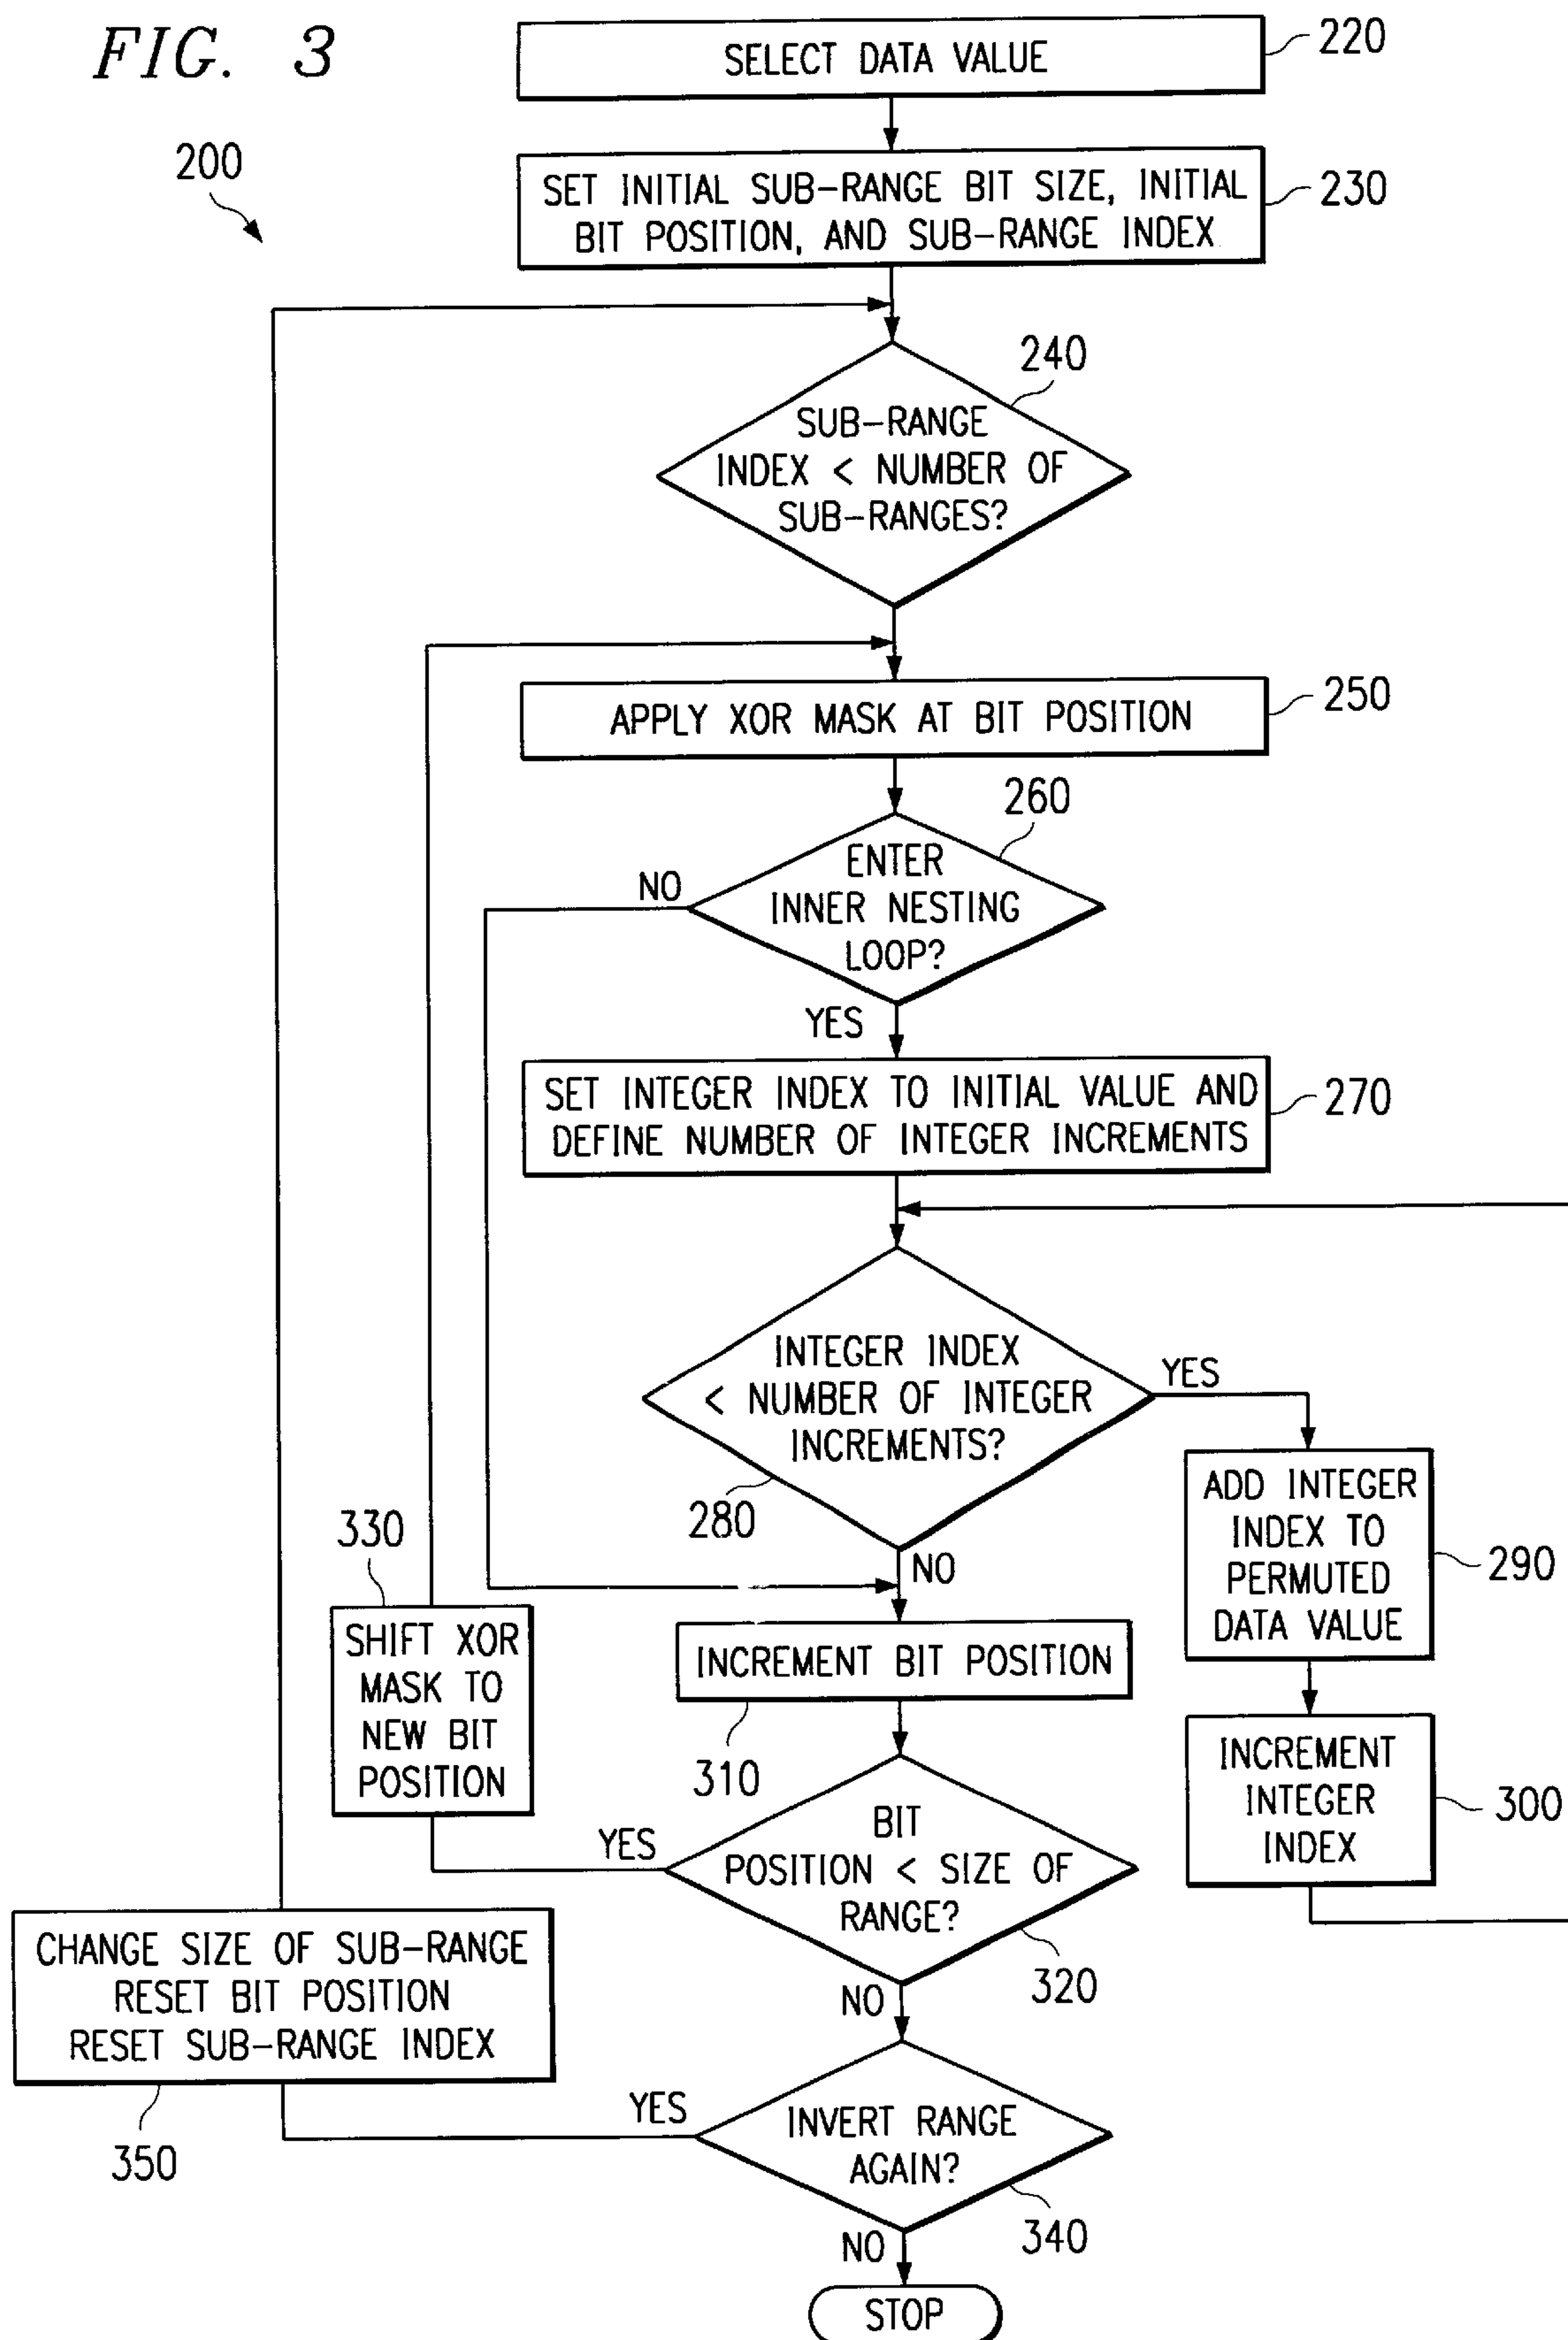 FIG. 3
200
SELECT DATA VALUE
220
SET INITIAL SUB-RANGE BIT SIZE, INITIAL
BIT POSITION, AND SUB-RANGE INDEX
230
240
SUB-RANGE
INDEX < NUMBER OF
SUB-RANGES?
APPLY XOR MASK AT BIT POSITION
250
260
ENTER
INNER NESTING
LOOP?
NO
YES
SET INTEGER INDEX TO INITIAL VALUE AND
DEFINE NUMBER OF INTEGER INCREMENTS
270
INTEGER INDEX
< NUMBER OF INTEGER
INCREMENTS?
280
YES
NO
ADD INTEGER
INDEX TO
PERMUTED
DATA VALUE
290
INCREMENT
INTEGER
INDEX
300
330
SHIFT XOR
MASK TO
NEW BIT
POSITION
INCREMENT BIT POSITION
310
BIT
POSITION < SIZE OF
RANGE?
320
YES
NO
CHANGE SIZE OF SUB-RANGE
RESET BIT POSITION
RESET SUB-RANGE INDEX
350
YES
INVERT RANGE
AGAIN?
340
NO
STOP